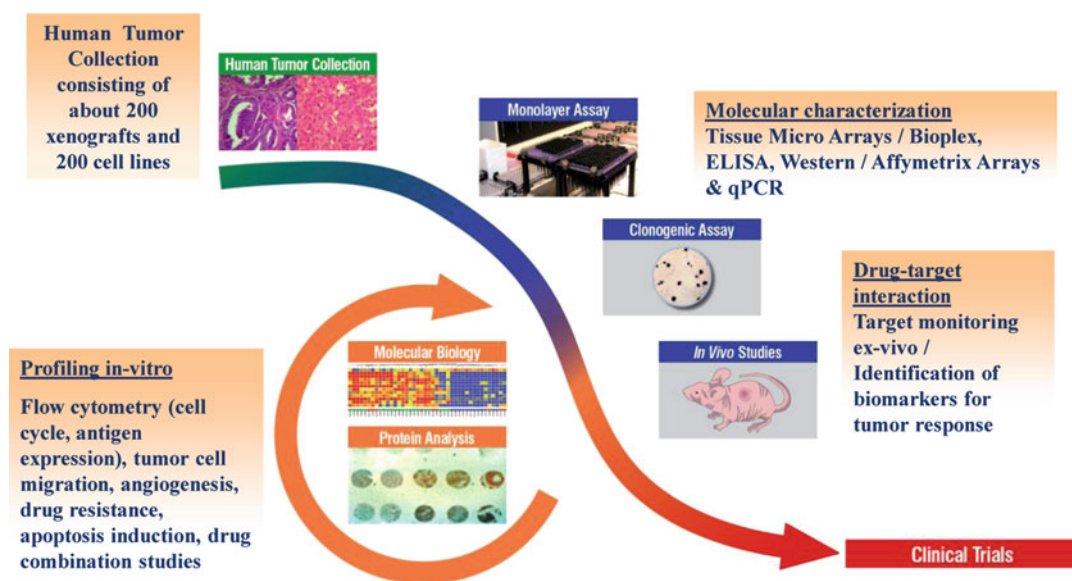 Human Tumor
Collection
consisting of
about 200
xenografts and
200 cell lines
Human Tumor Collection
Monolayer Assay
Molecular characterization
Tissue Micro Arrays / Bioplex,
ELISA, Western / Affymetrix Arrays
& qPCR
Clonogenic Assay
Drug-target
interaction
Target monitoring
ex-vivo /
Identification of
biomarkers for
tumor response
In Vivo Studies
Molecular Biology
Protein Analysis
Profiling in-vitro
Flow cytometry (cell
cycle, antigen
expression), tumor cell
migration, angiogenesis,
drug resistance,
apoptosis induction, drug
combination studies
Clinical Trials